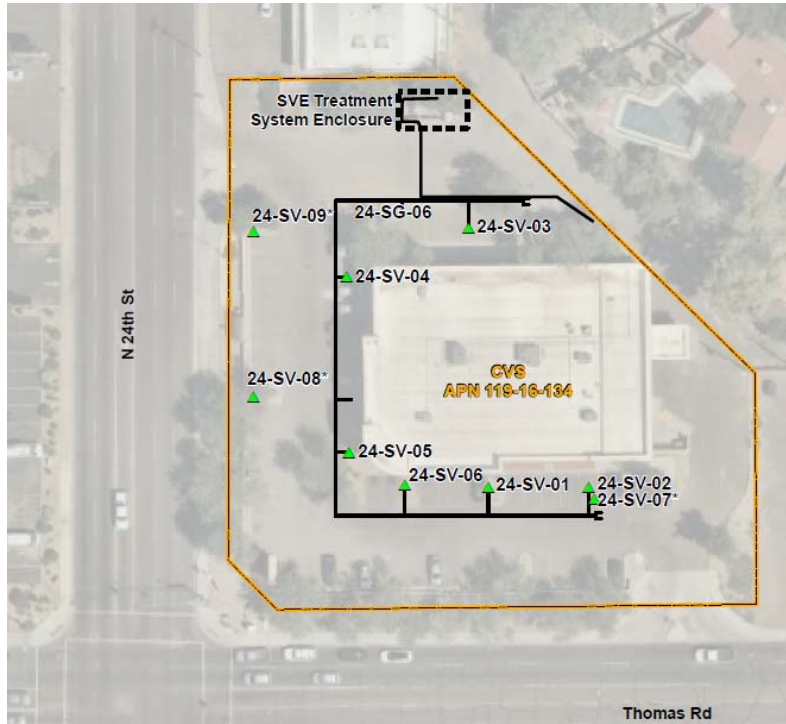 SVE Treatment
System Enclosure
24-SV-09*
24-SG-06
24-SV-03
24-SV-04
N 24th St
CVS
APN 119-16-134
24-SV-08*
24-SV-05
24-SV-06
24-SV-01
24-SV-02
24-SV-07*
Thomas Rd